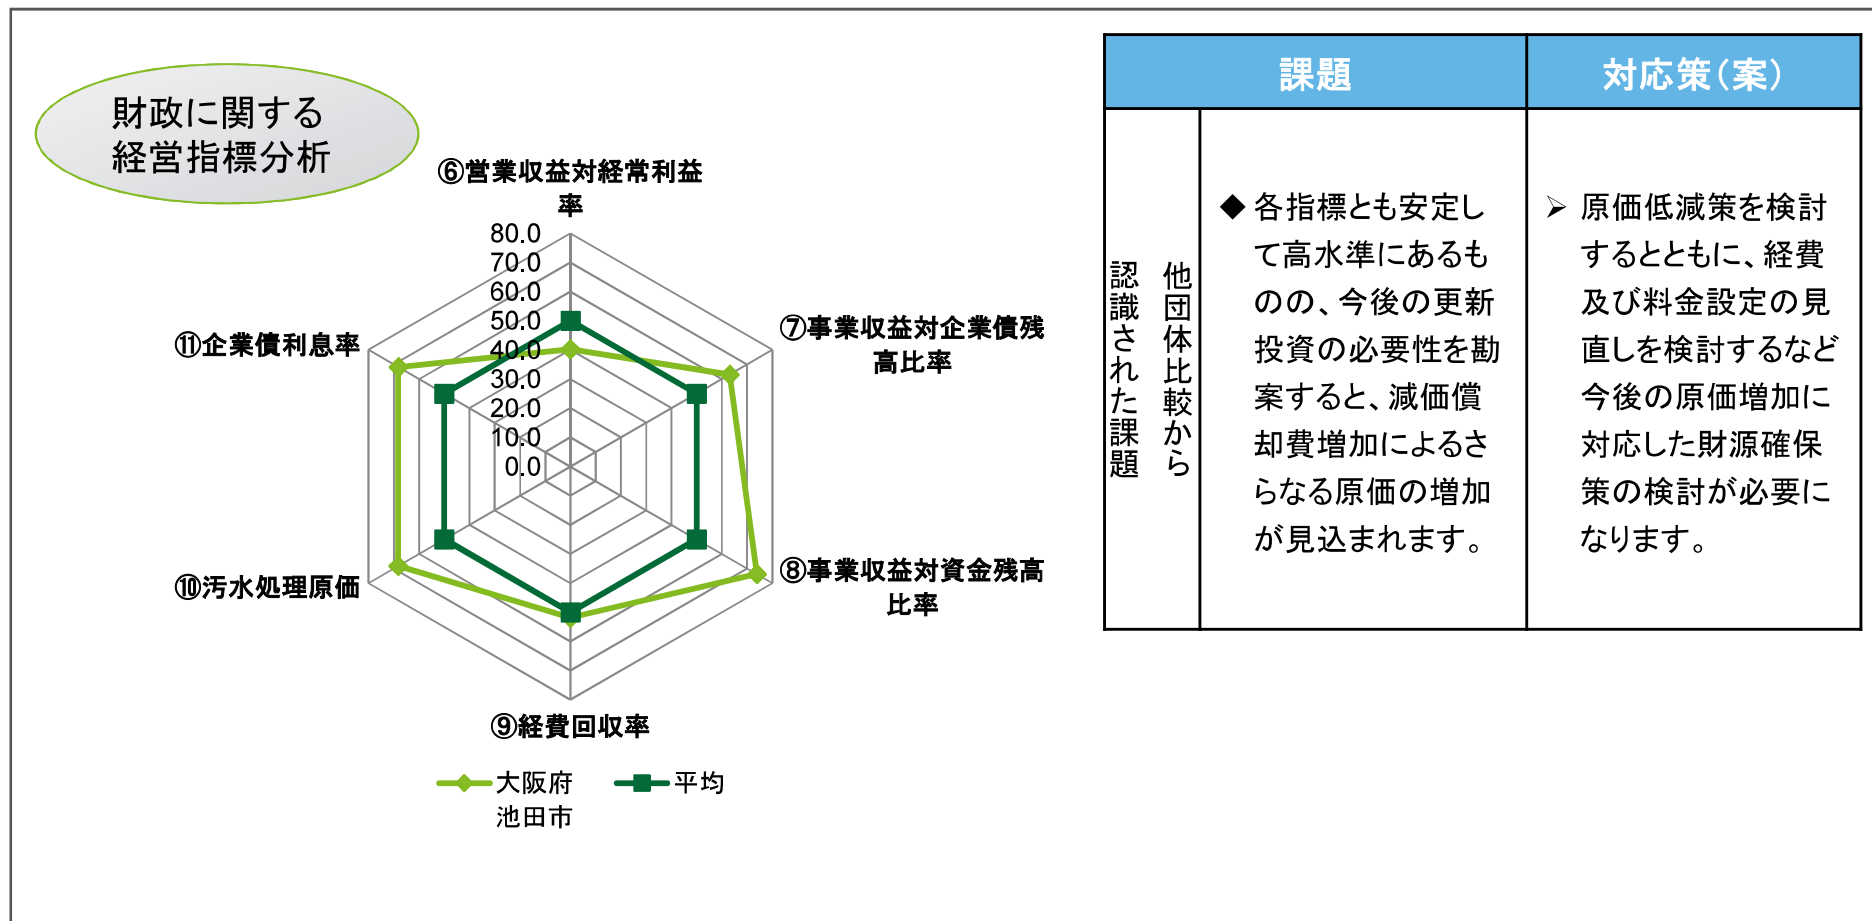 財政に関する
経営指標分析
⑥営業収益対経常利益
率
80.0
70.0
60.0
50.0
40.0
30.0
20.0
10.0
0.0
⑦事業収益対企業債残
高比率
⑧事業収益対資金残高
比率
⑨経費回収率
⑩汚水処理原価
⑪企業債利息率
大阪府
池田市
平均
課題
対応策(案)
他団体比較から
認識された課題
◆各指標とも安定し
て高水準にあるも
のの、今後の更新
投資の必要性を勘
案すると、減価償
却費増加によるさ
らなる原価の増加
が見込まれます。
➢ 原価低減策を検討
するとともに、経費
及び料金設定の見
直しを検討するなど
今後の原価増加に
対応した財源確保
策の検討が必要に
なります。